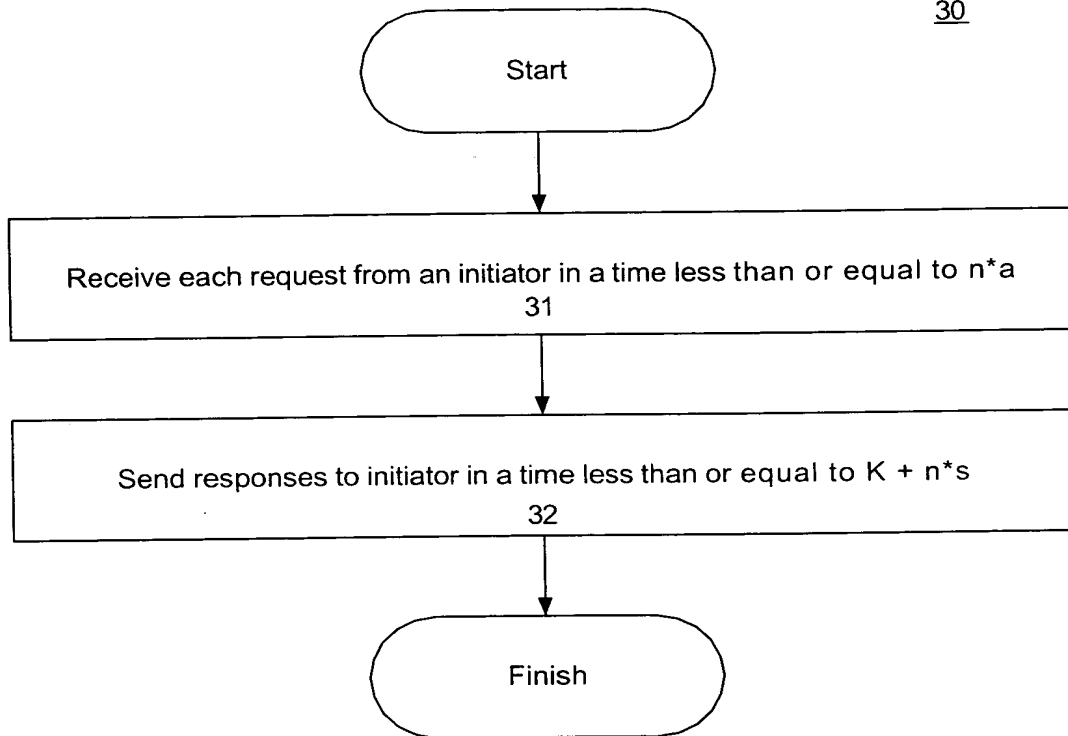 30
Start
Receive each request from an initiator in a time less than or equal to n*a
31
Send responses to initiator in a time less than or equal to K + n*s
32
Finish